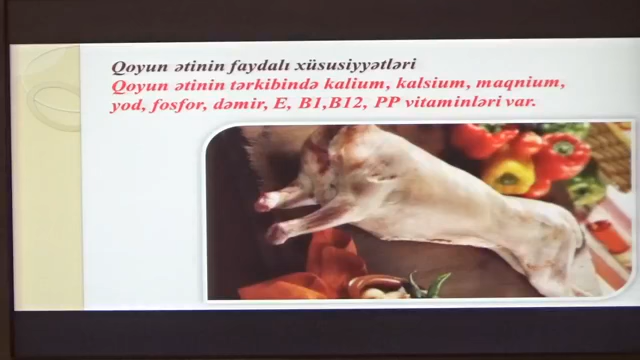 Qoyun ətinin faydalı xüsusiyyətləri
Qoyun ətinin tərkibində kalium, kalsium, maqnium,
yod, fosfor, dəmir, E, B1,B12, PP vitaminləri var.